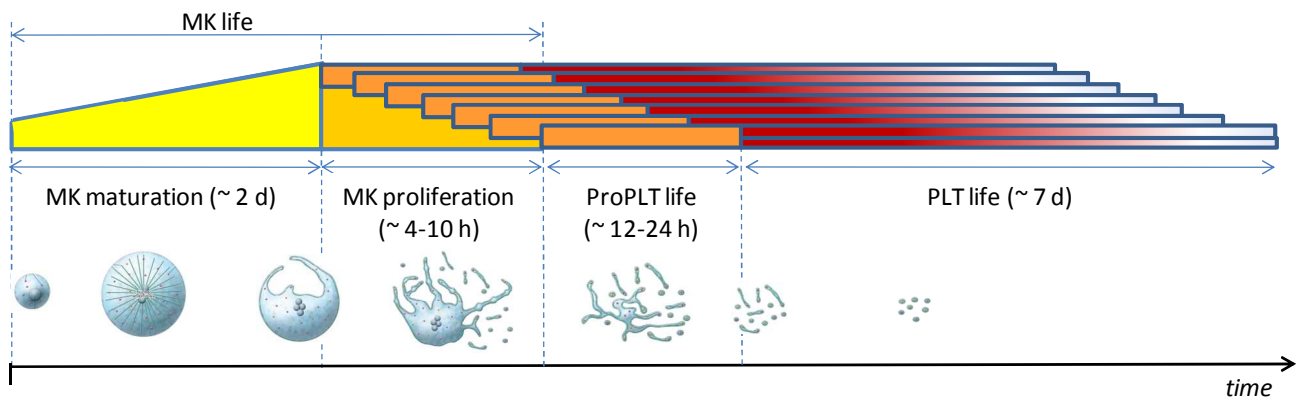 MK life
MK maturation (~ 2 d)
MK proliferation
(~ 4-10 h)
ProPLT life
(~ 12-24 h)
PLT life (~ 7 d)
time